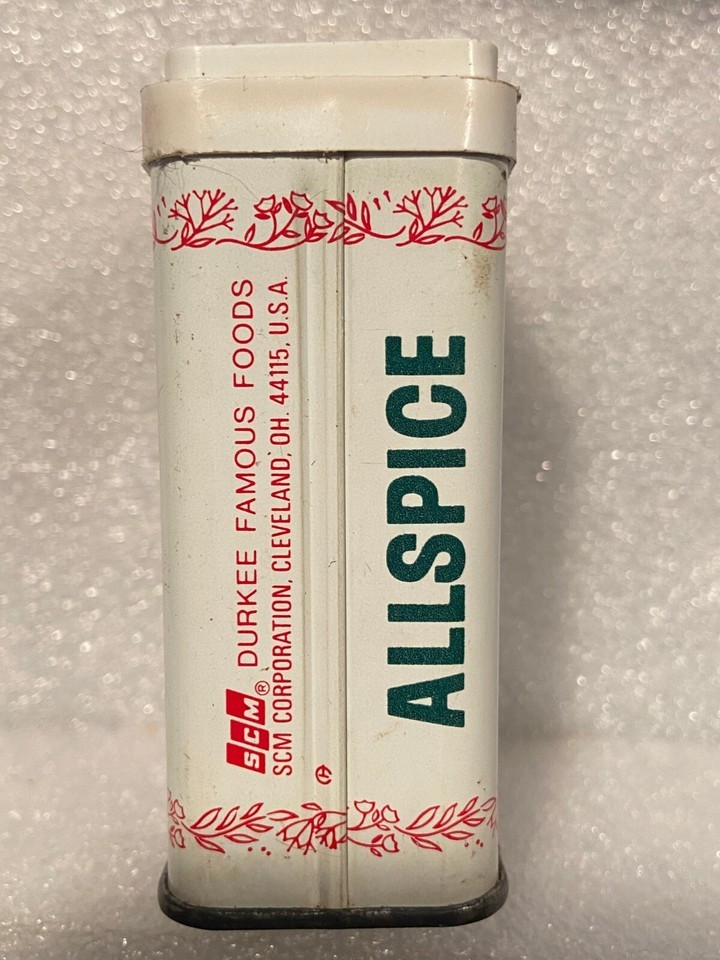 SCM® DURKEE FAMOUS FOODS
SCM CORPORATION, CLEVELAND, OH. 44115, U.S.A.
ALLSPICE